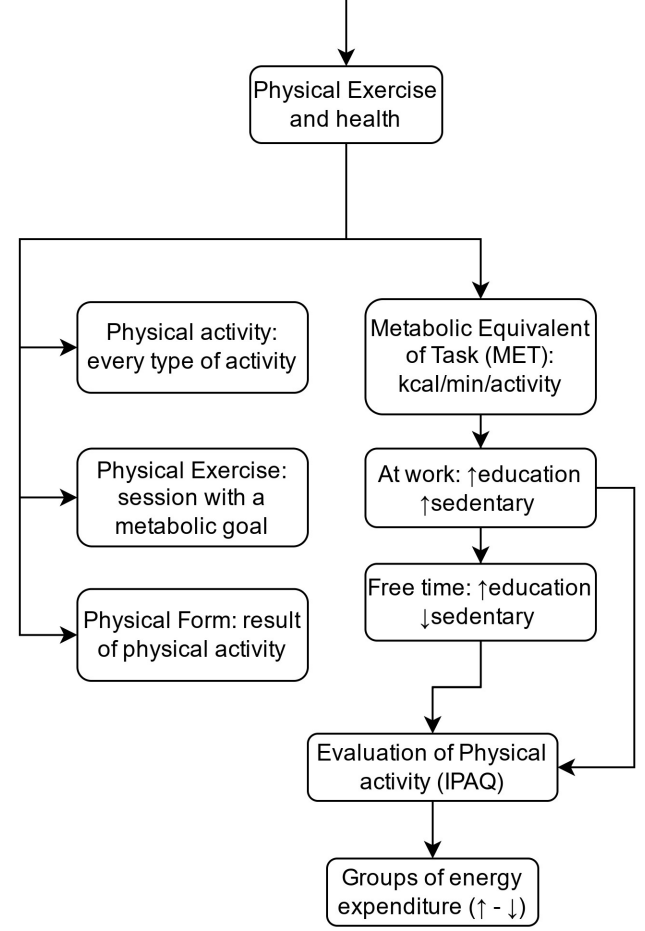 Physical Exercise
and health
Physical activity:
every type of activity
Physical Exercise:
session with a
metabolic goal
Physical Form: result
of physical activity
Metabolic Equivalent
of Task (MET):
kcal/min/activity
At work: ↑education
↑sedentary
Free time: ↑education
↓sedentary
Evaluation of Physical
activity (IPAQ)
Groups of energy
expenditure (↑ - ↓)